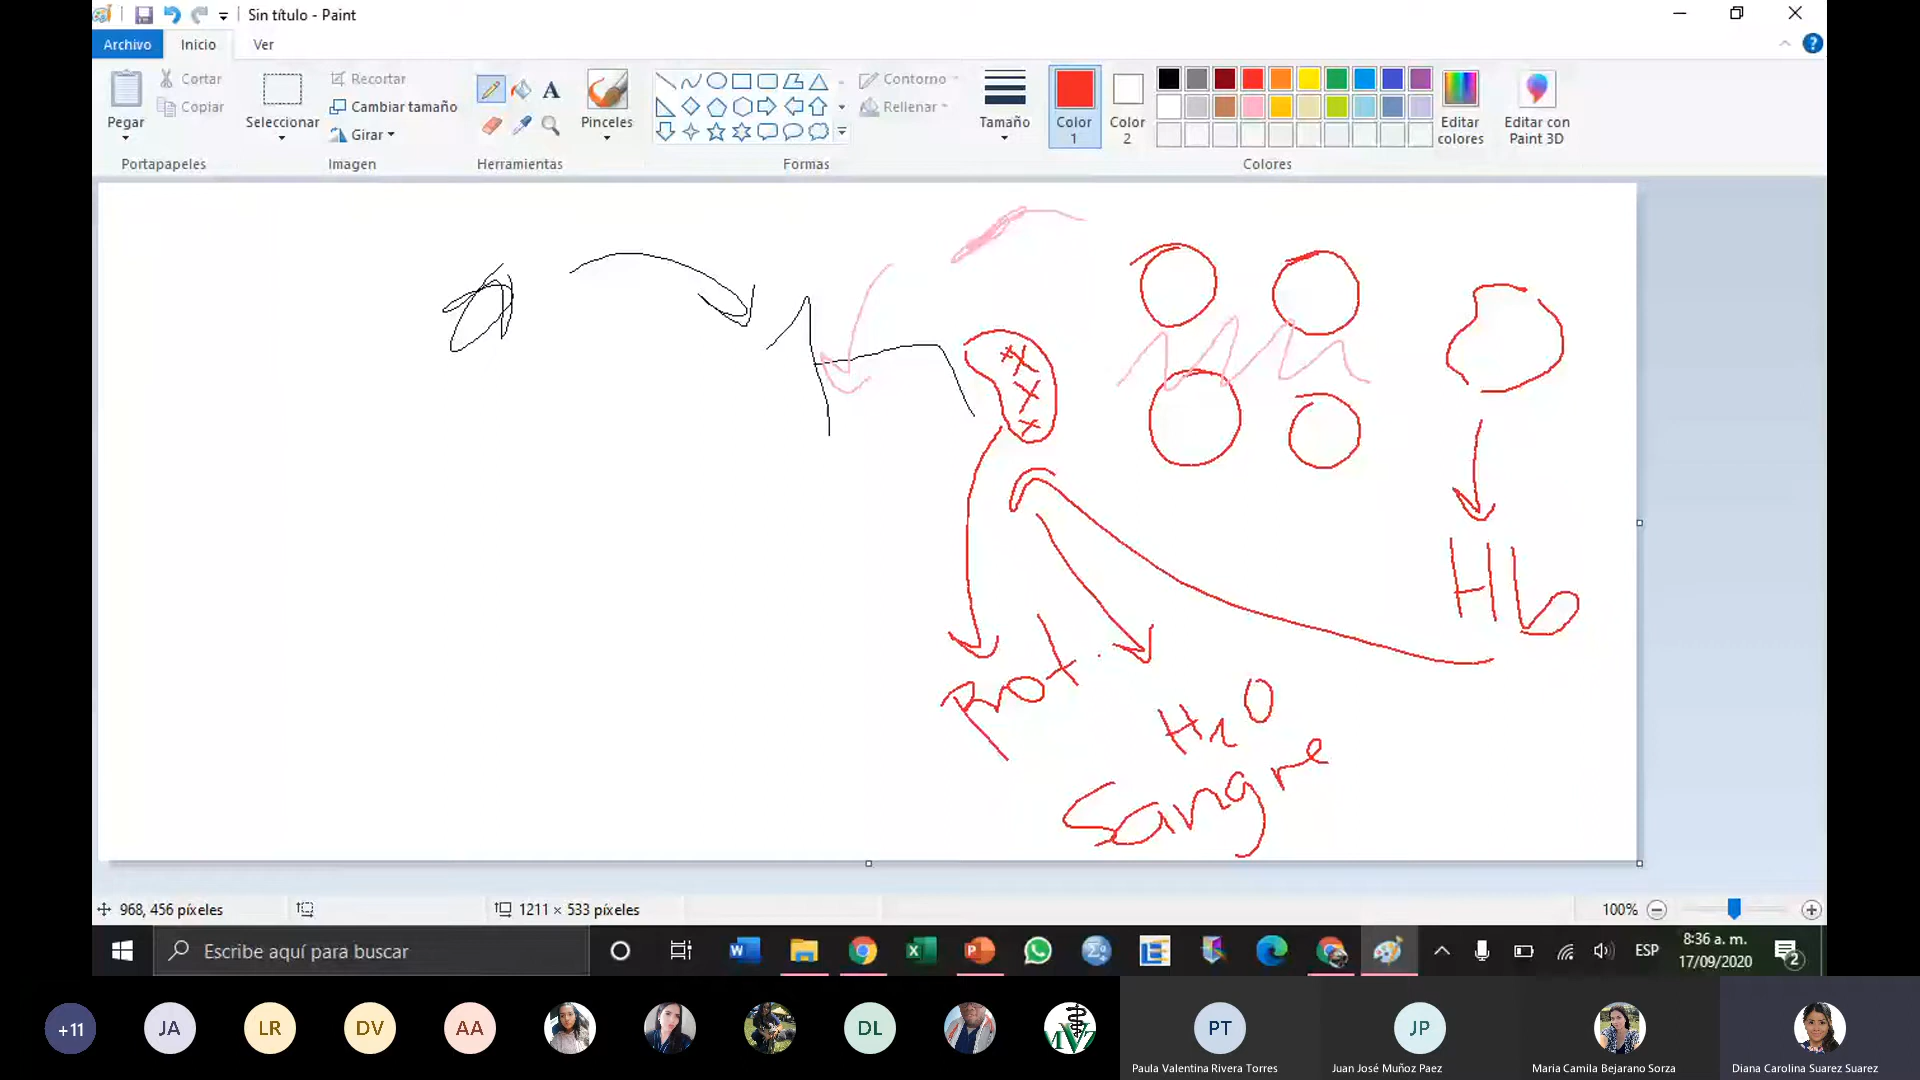 Sin título - Paint
Archivo Inicio Ver
Pegar
Cortar
Copiar
Portapapeles
Seleccionar
Recortar
Cambiar tamaño
Girar
Imagen
A
Herramientas
Pinceles
Formas
Contorno
Rellenar
Tamaño
Color 1
Color 2
Colores
Editar colores
Editar con Paint 3D
x
x
x
Hb
Prot.
H2O
Sangre
968, 456 píxeles
1211 × 533 píxeles
100%
Escribe aquí para buscar
ESP
8:36 a. m.
17/09/2020
2
+11
JA
LR
DV
AA
DL
MVZ
PT
JP
Paula Valentina Rivera Torres
Juan José Muñoz Paez
Maria Camila Bejarano Sorza
Diana Carolina Suarez Suarez